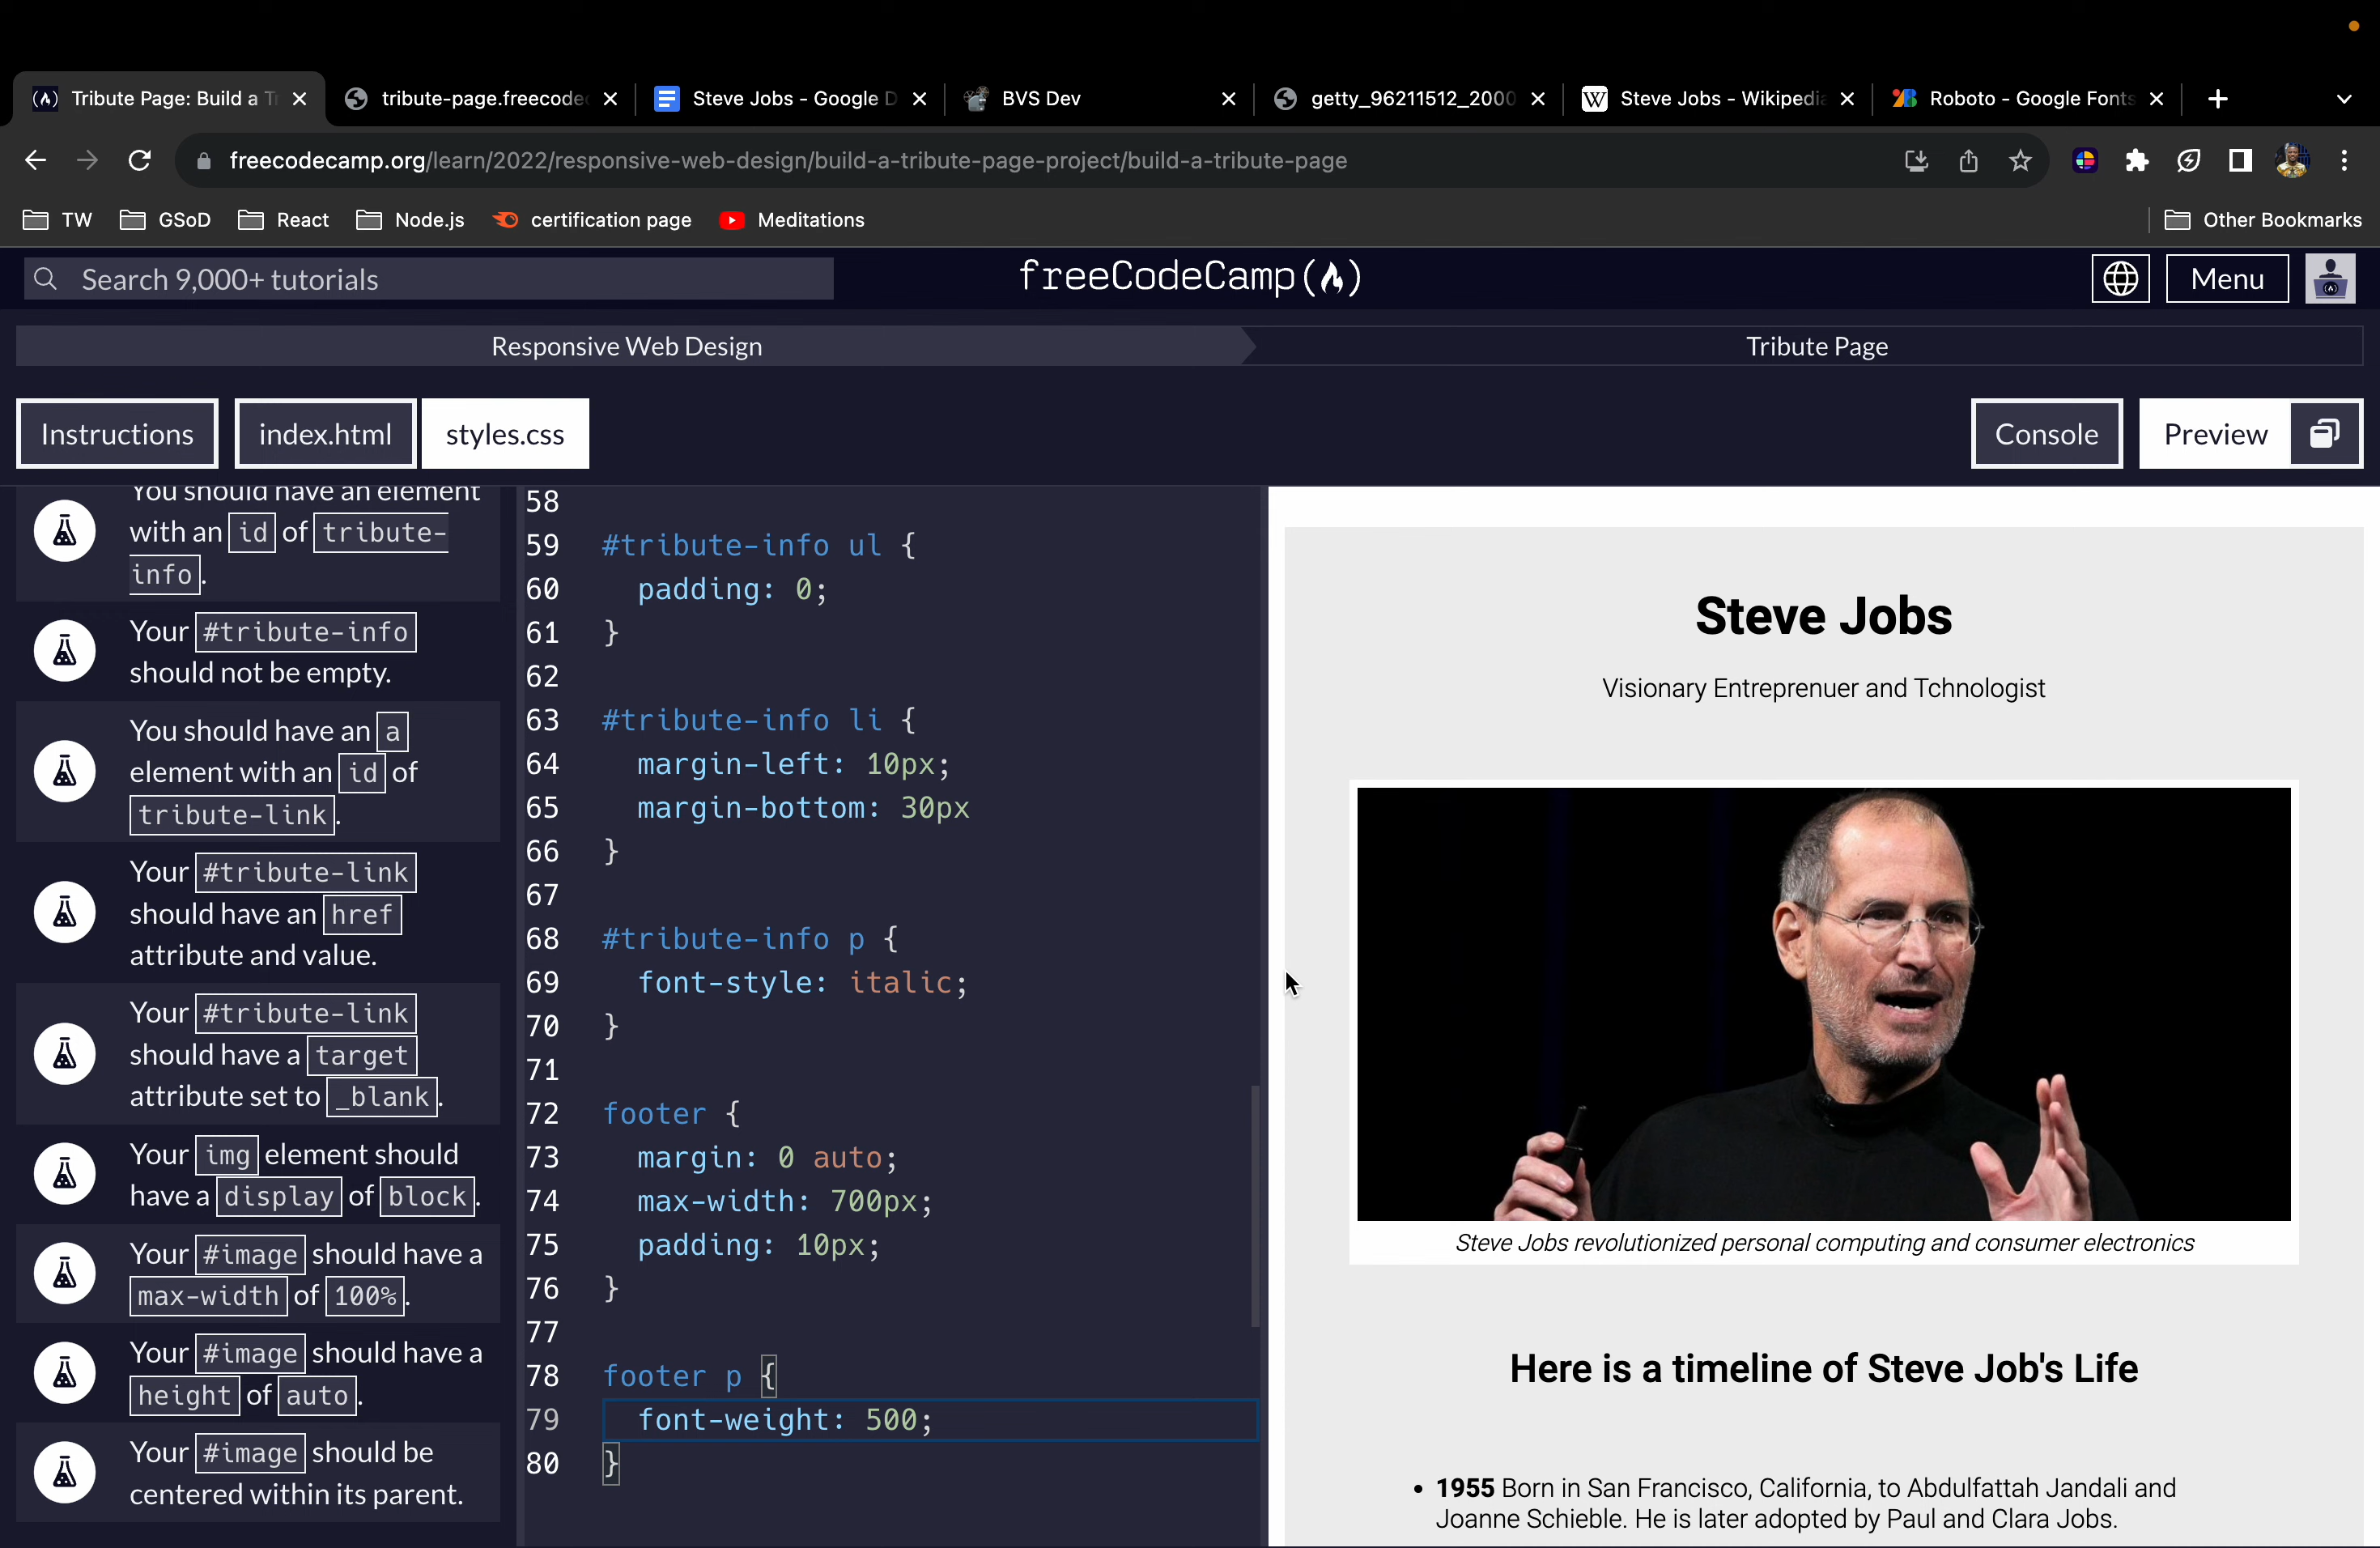 Tribute Page: Build a Tr
tribute-page.freecodec
Steve Jobs - Google D
BVS Dev
getty_96211512_2000
Steve Jobs - Wikipedia
Roboto - Google Fonts
freecodecamp.org/learn/2022/responsive-web-design/build-a-tribute-page-project/build-a-tribute-page
TW
GSoD
React
Node.js
certification page
Meditations
Other Bookmarks
Search 9,000+ tutorials
freeCodeCamp
Menu
Responsive Web Design
Tribute Page
Instructions
index.html
styles.css
Console
Preview
You should have an element
with an id of tribute-
info.
Your #tribute-info
should not be empty.
You should have an a
element with an id of
tribute-link.
Your #tribute-link
should have an href
attribute and value.
Your #tribute-link
should have a target
attribute set to _blank.
Your img element should
have a display of block.
Your #image should have a
max-width of 100%.
Your #image should have a
height of auto.
Your #image should be
centered within its parent.
58
59 #tribute-info ul {
60 padding: 0;
61 }
62
63 #tribute-info li {
64 margin-left: 10px;
65 margin-bottom: 30px
66 }
67
68 #tribute-info p {
69 font-style: italic;
70 }
71
72 footer {
73 margin: 0 auto;
74 max-width: 700px;
75 padding: 10px;
76 }
77
78 footer p {
79 font-weight: 500;
80 }
Steve Jobs
Visionary Entreprenuer and Tchnologist
Steve Jobs revolutionized personal computing and consumer electronics
Here is a timeline of Steve Job's Life
• 1955 Born in San Francisco, California, to Abdulfattah Jandali and
Joanne Schieble. He is later adopted by Paul and Clara Jobs.